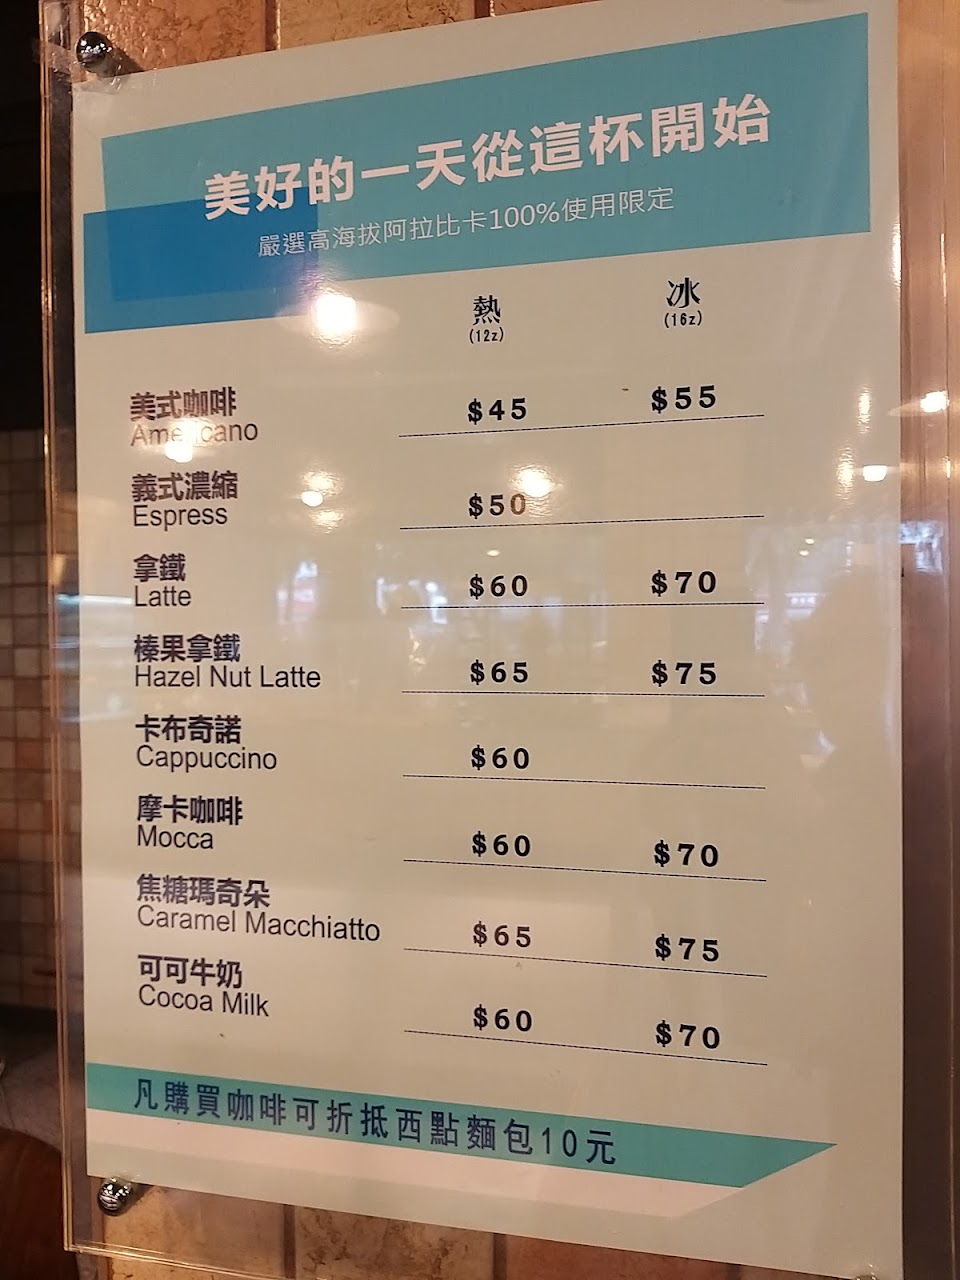 美好的一天從這杯開始
嚴選高海拔阿拉比卡100%使用限定
熱 冰
(12z) (16z)
美式咖啡
Americano $45 $55
義式濃縮
Espress $50
拿鐵
Latte $60 $70
榛果拿鐵
Hazel Nut Latte $65 $75
卡布奇諾
Cappuccino $60
摩卡咖啡
Mocca $60 $70
焦糖瑪奇朵
Caramel Macchiatto $65 $75
可可牛奶
Cocoa Milk $60 $70
凡購買咖啡可折抵西點麵包10元